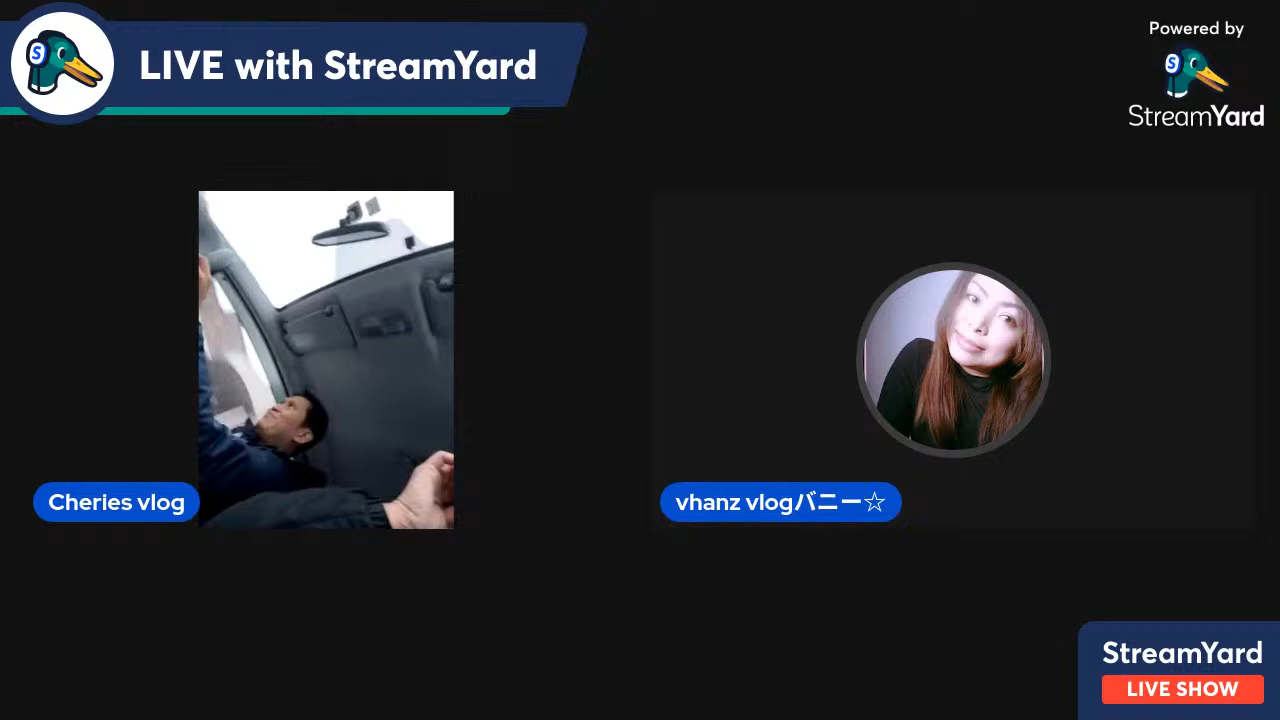 LIVE with StreamYard
Powered by
StreamYard
Cheries vlog
vhanz vlogバニー☆
StreamYard
LIVE SHOW